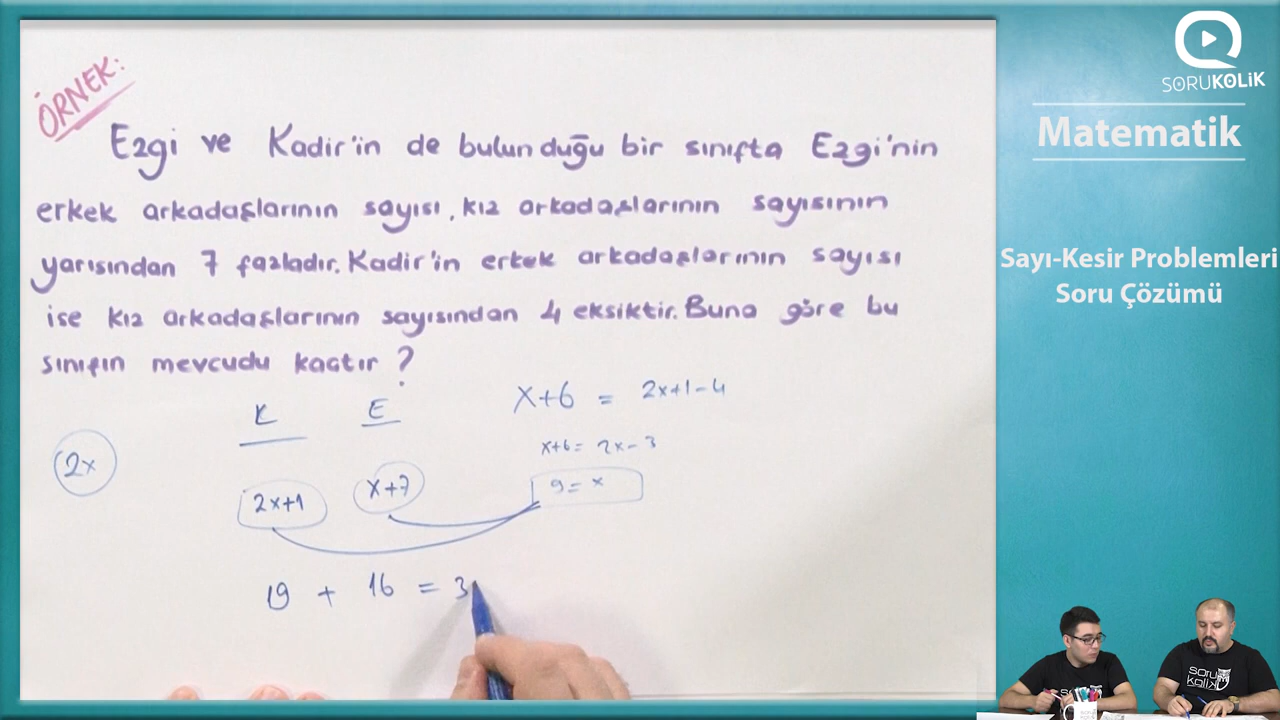 ÖRNEK:
Ezgi ve Kadir'in de bulunduğu bir sınıfta Ezgi'nin
erkek arkadaşlarının sayısı, kız arkadaşlarının sayısının
yarısından 7 fazladır. Kadir'in erkek arkadaşlarının sayısı
ise kız arkadaşlarının sayısından 4 eksiktir. Buna göre bu
sınıfın mevcudu kaçtır?
K E
x+6 = 2x+1-4
2x
x+6 = 2x-3
2x+1 x+7
9 = x
19 + 16 = 3
SORUKOLİK
Matematik
Sayı-Kesir Problemleri
Soru Çözümü
soru
kolik